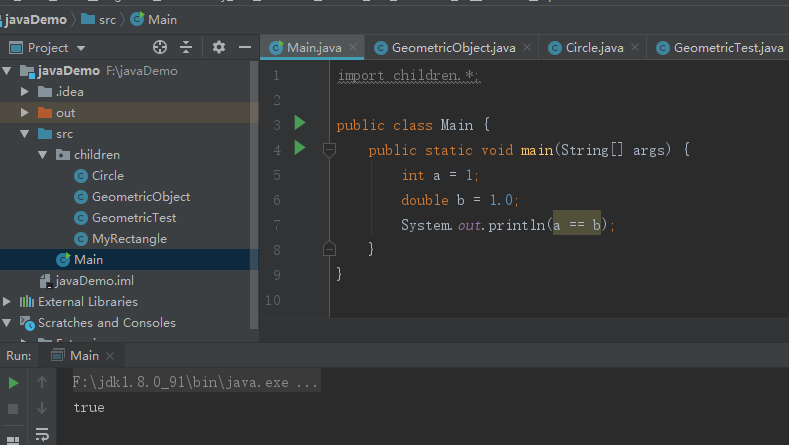 javaDemo src Main
Project
Main.java GeometricObject.java Circle.java GeometricTest.java
javaDemo F:\javaDemo
.idea
out
src
children
Circle
GeometricObject
GeometricTest
MyRectangle
Main
javaDemo.iml
External Libraries
Scratches and Consoles
1 import children.*;
2
3 public class Main {
4 public static void main(String[] args) {
5 int a = 1;
6 double b = 1.0;
7 System.out.println(a == b);
8 }
9 }
10
Run: Main
F:\jdk1.8.0_91\bin\java.exe ...
true